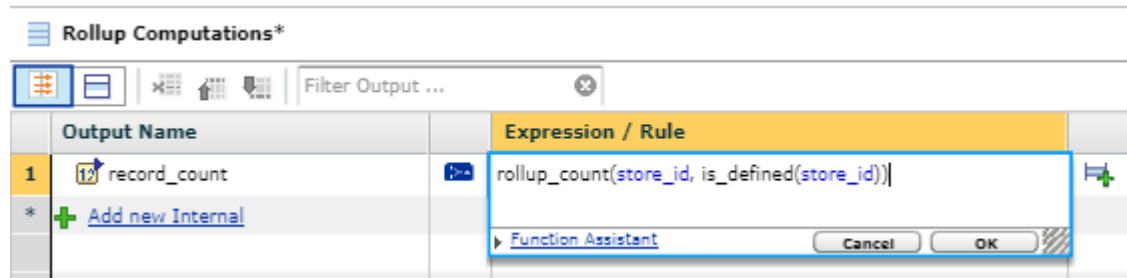 Rollup Computations*
Filter Output ...
Output Name Expression / Rule
1 12 record_count rollup_count(store_id, is_defined(store_id))
* Add new Internal
Function Assistant Cancel OK